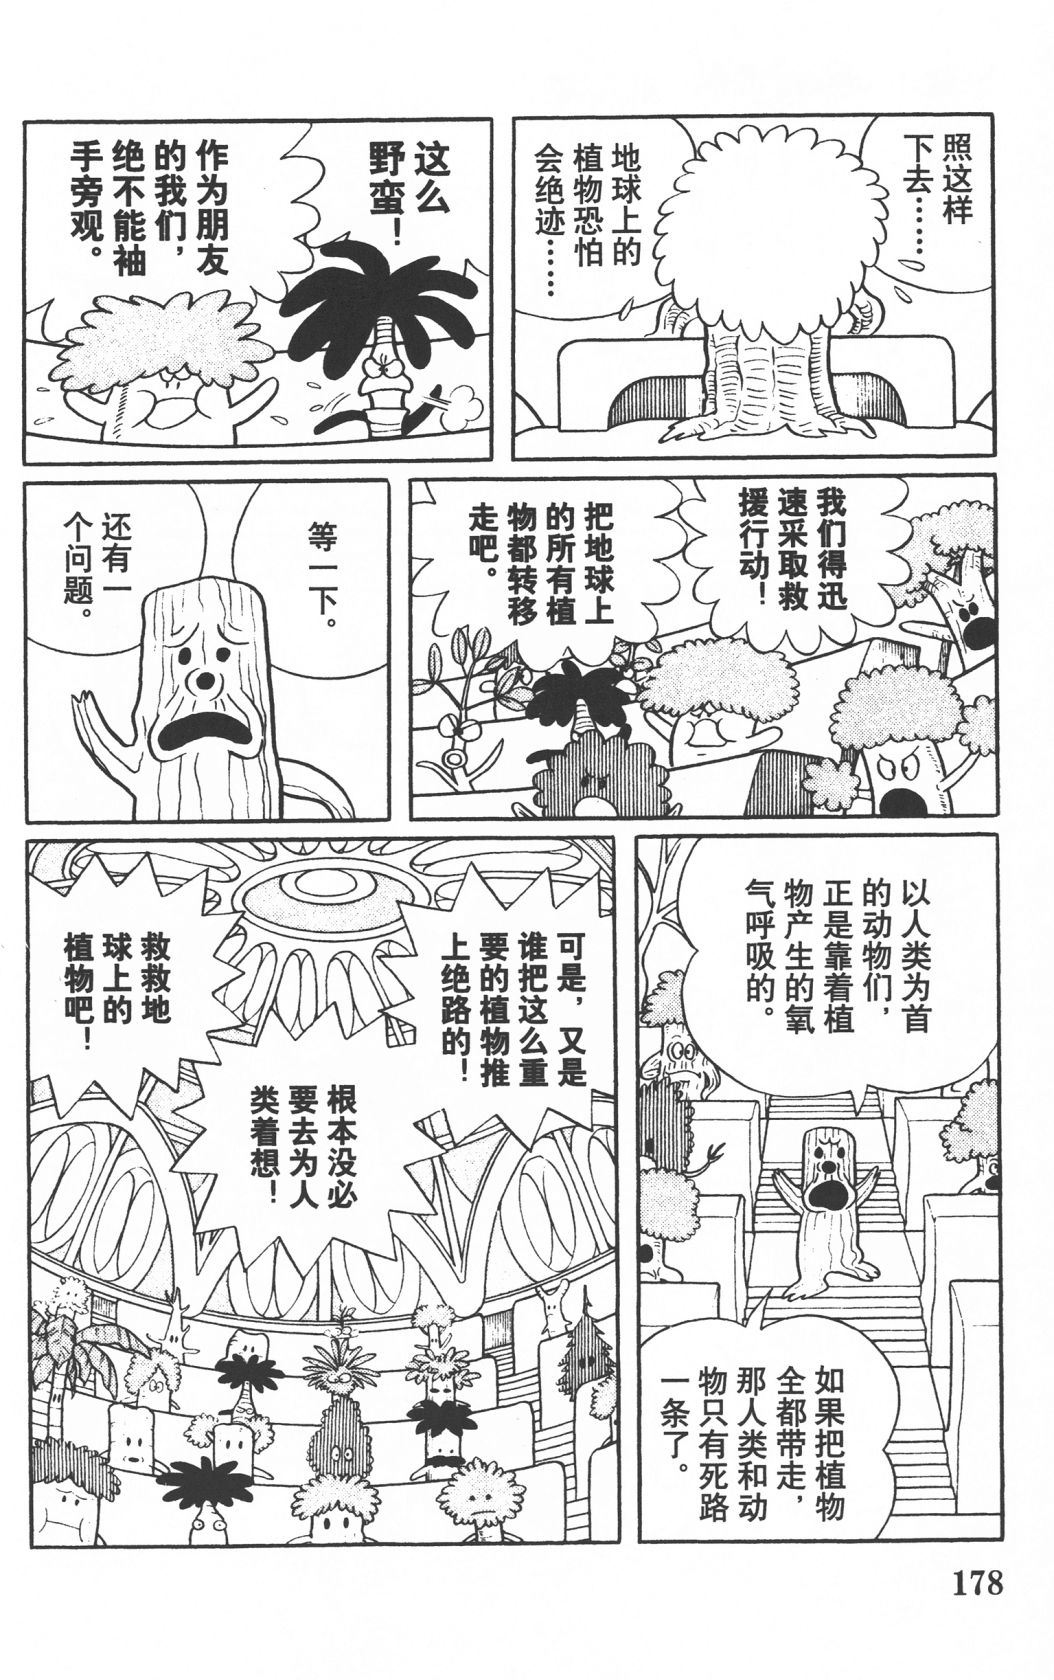 照这样
下去……
地球上的
植物恐怕
会绝迹……
这么
野蛮！
作为朋友
的我们，
绝不能袖
手旁观。
我们得迅
速采取救
援行动！
把地球上
的所有植
物都转移
走吧。
等一下。
还有一
个问题。
以人类为首
的动物们，
正是靠着植
物产生的氧
气呼吸的。
如果把植物
全都带走，
那人类和动
物只有死路
一条了。
可是，又是
谁把这么重
要的植物推
上绝路的！
根本没必
要去为人
类着想！
救救地
球上的
植物吧！
178